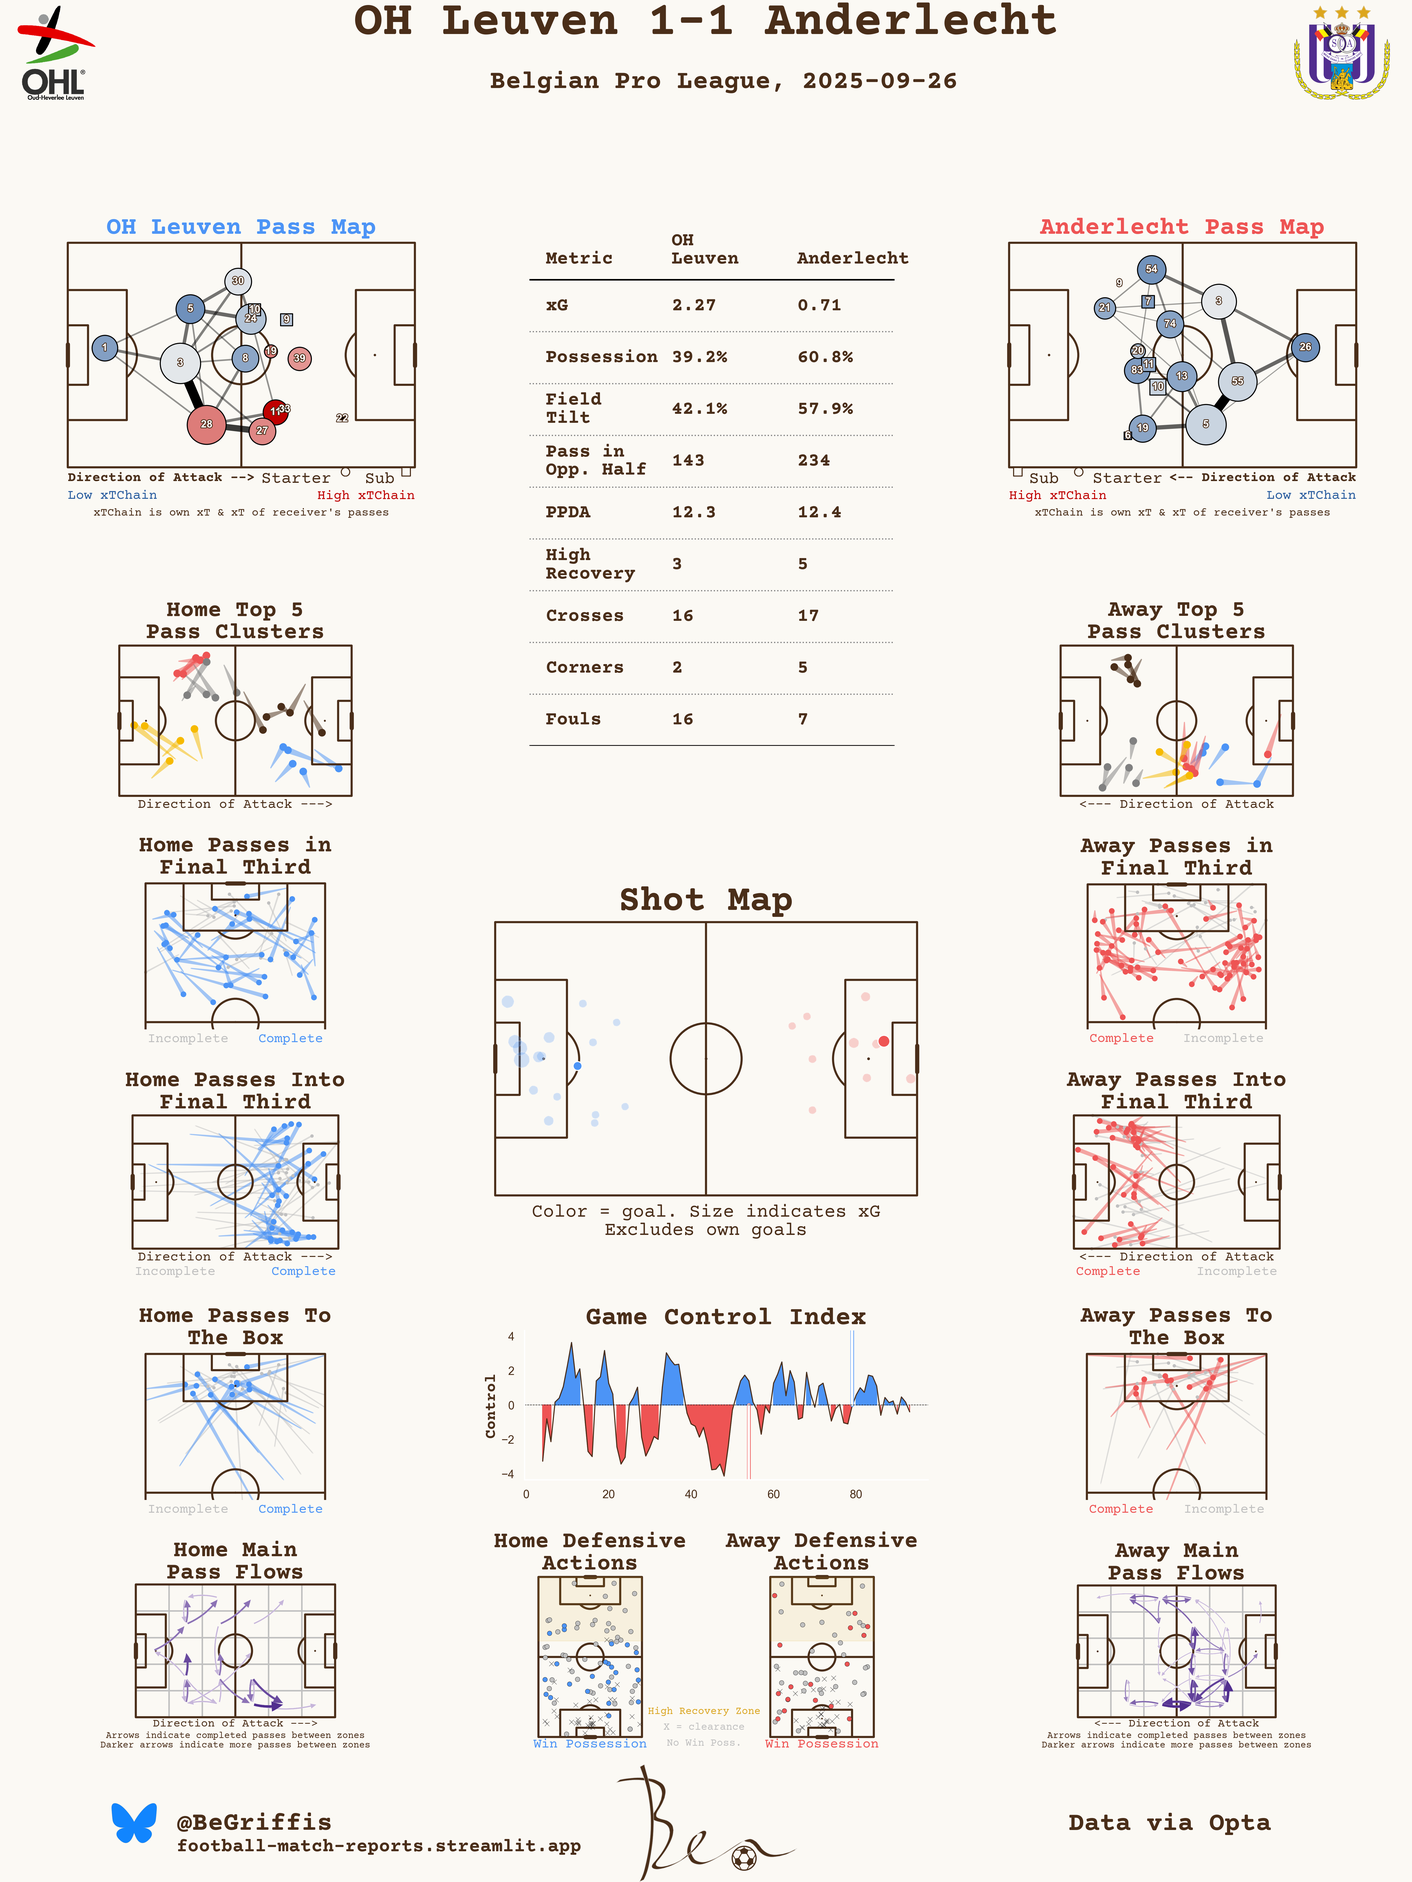 OH Leuven 1-1 Anderlecht
Belgian Pro League, 2025-09-26
OHL®
Oud-Heverlee Leuven
OH Leuven Pass Map
30
5
10
24
9
1
3
8
19
39
28
11
33
27
22
Direction of Attack --> Starter Sub
Low xTChain High xTChain
xTChain is own xT & xT of receiver's passes
Metric OH Leuven Anderlecht
xG 2.27 0.71
Possession 39.2% 60.8%
Field Tilt 42.1% 57.9%
Pass in Opp. Half 143 234
PPDA 12.3 12.4
High Recovery 3 5
Crosses 16 17
Corners 2 5
Fouls 16 7
Anderlecht Pass Map
54
9
7
3
21
74
20
26
11
83
13
10
55
5
19
6
Sub Starter <-- Direction of Attack
High xTChain Low xTChain
xTChain is own xT & xT of receiver's passes
Home Top 5
Pass Clusters
Direction of Attack --->
Away Top 5
Pass Clusters
<--- Direction of Attack
Home Passes in
Final Third
Incomplete Complete
Away Passes in
Final Third
Complete Incomplete
Shot Map
Color = goal. Size indicates xG
Excludes own goals
Home Passes Into
Final Third
Direction of Attack --->
Incomplete Complete
Away Passes Into
Final Third
<--- Direction of Attack
Complete Incomplete
Home Passes To
The Box
Incomplete Complete
Game Control Index
Control
4
2
0
−2
−4
0 20 40 60 80
Away Passes To
The Box
Complete Incomplete
Home Main
Pass Flows
Direction of Attack --->
Arrows indicate completed passes between zones
Darker arrows indicate more passes between zones
Home Defensive
Actions
Win Possession
Away Defensive
Actions
Win Possession
High Recovery Zone
X = clearance
No Win Poss.
Away Main
Pass Flows
<--- Direction of Attack
Arrows indicate completed passes between zones
Darker arrows indicate more passes between zones
@BeGriffis
football-match-reports.streamlit.app
Ben
Data via Opta